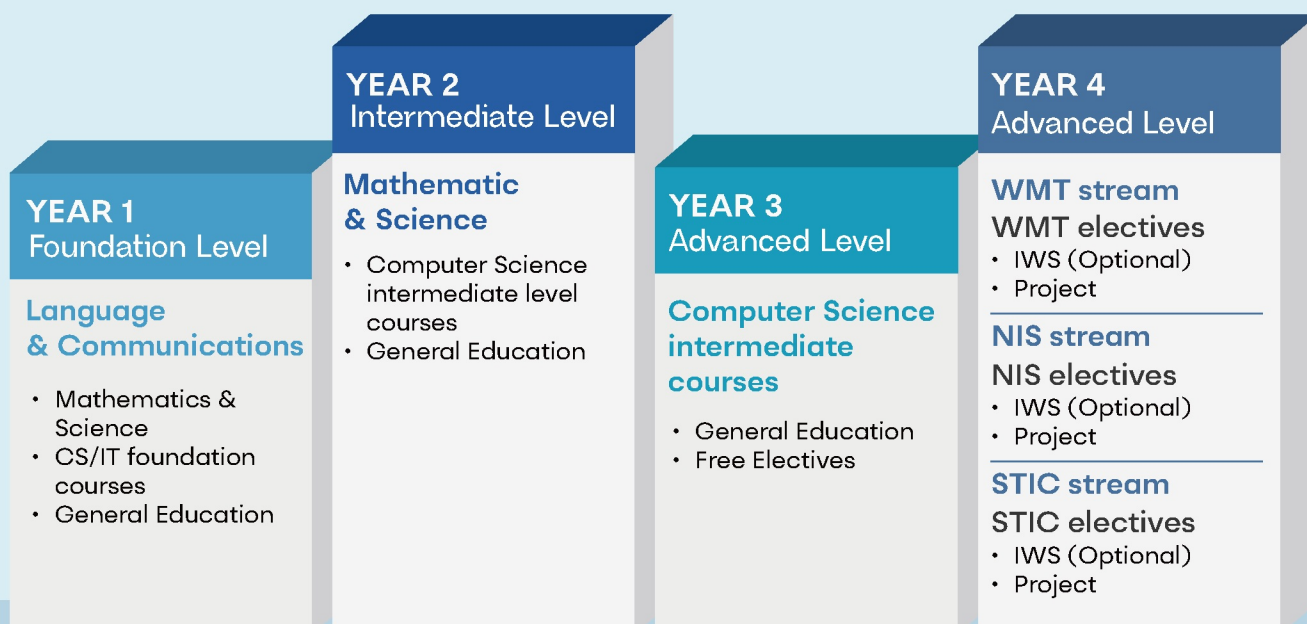 YEAR 1
Foundation Level
Language
& Communications
• Mathematics &
Science
• CS/IT foundation
courses
• General Education
YEAR 2
Intermediate Level
Mathematic
& Science
• Computer Science
intermediate level
courses
• General Education
YEAR 3
Advanced Level
Computer Science
intermediate
courses
• General Education
• Free Electives
YEAR 4
Advanced Level
WMT stream
WMT electives
• IWS (Optional)
• Project
NIS stream
NIS electives
• IWS (Optional)
• Project
STIC stream
STIC electives
• IWS (Optional)
• Project